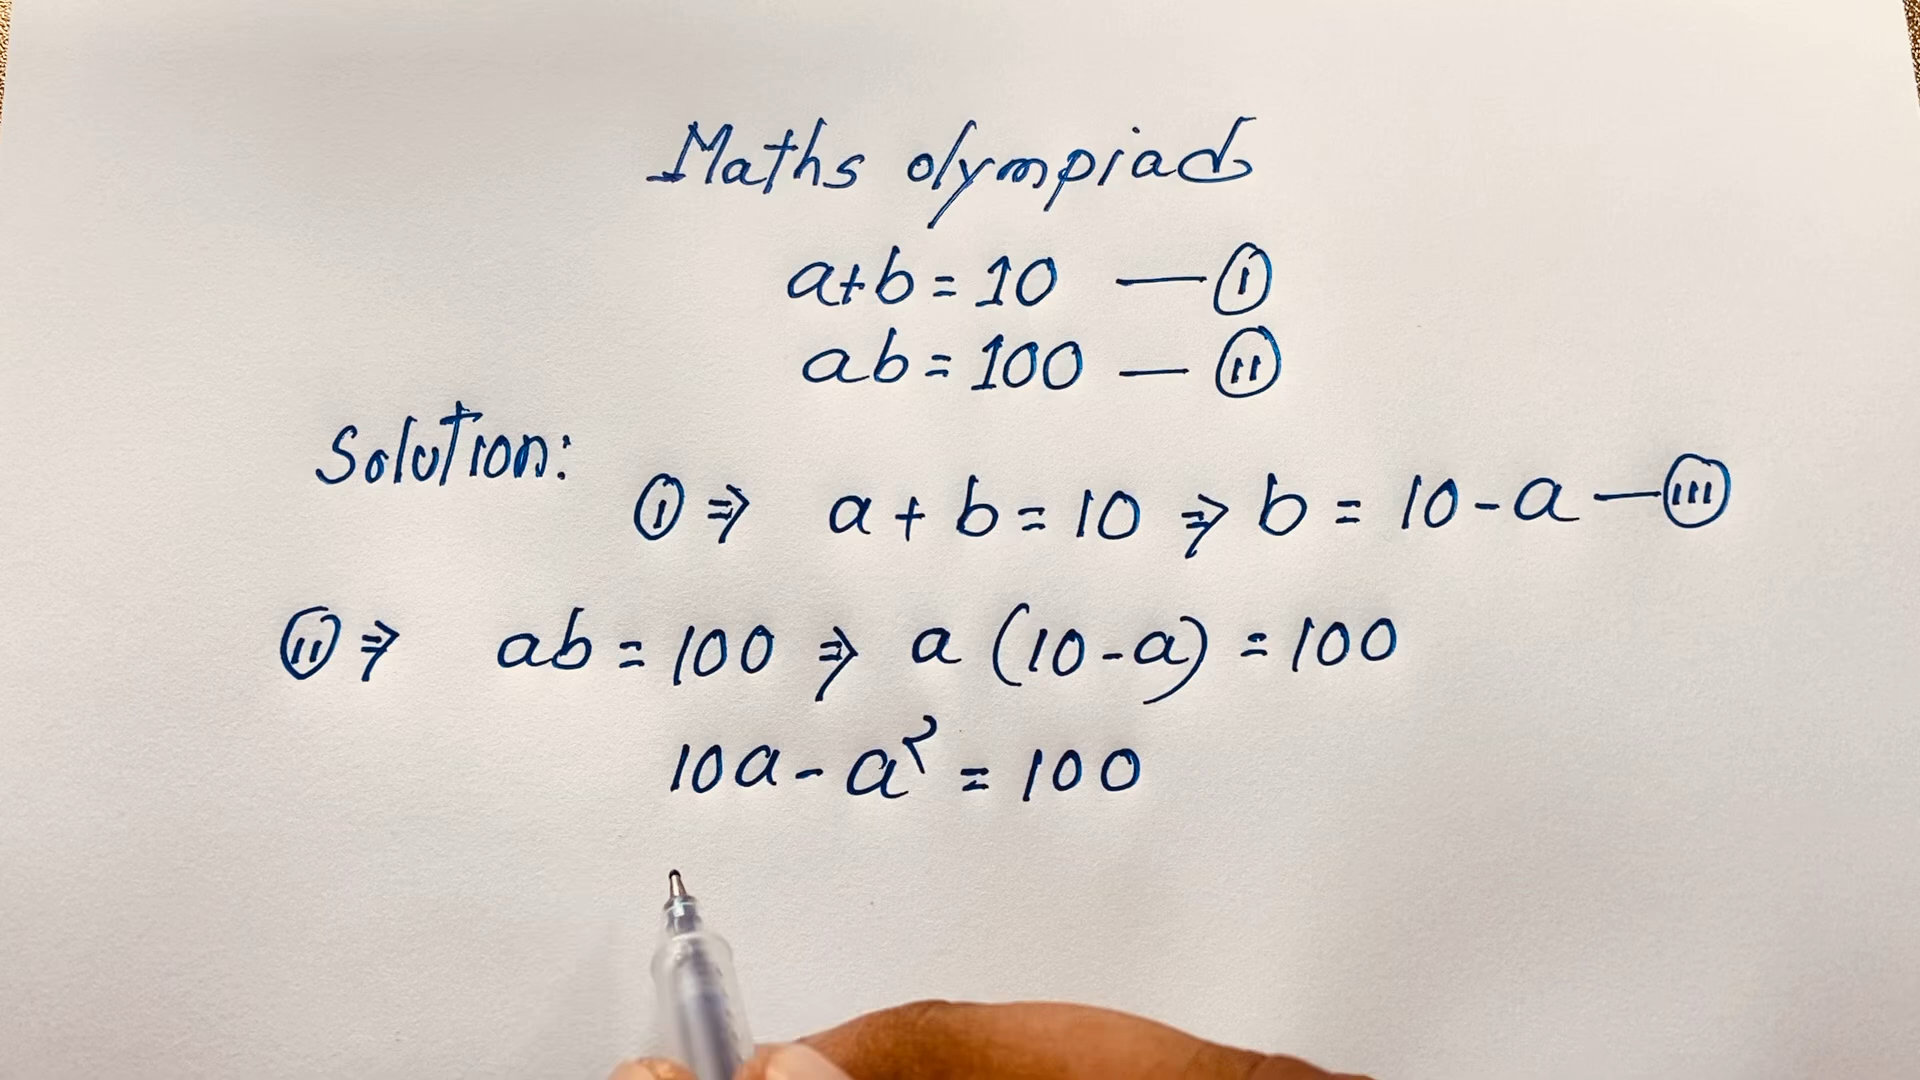 Maths olympiad
a+b = 10 — (i)
ab = 100 — (ii)
Solution:
(i) ⇒ a + b = 10 ⇒ b = 10 - a — (iii)
(ii) ⇒ ab = 100 ⇒ a (10 - a) = 100
10a - a² = 100